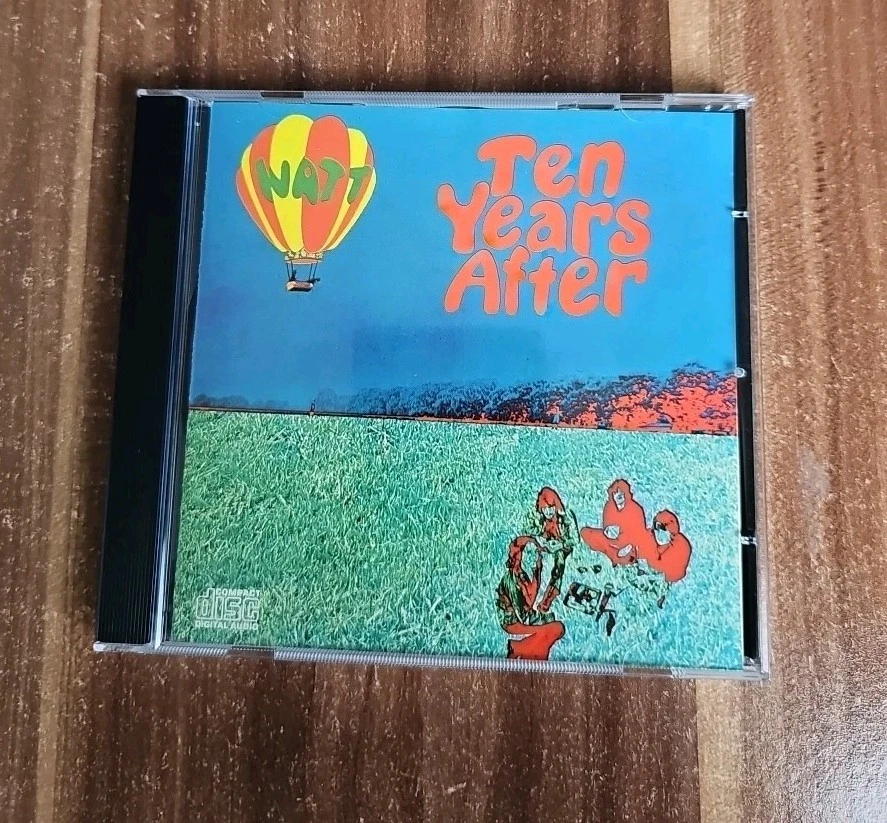 WATT
Ten
Years
After
COMPACT
disc
DIGITAL AUDIO